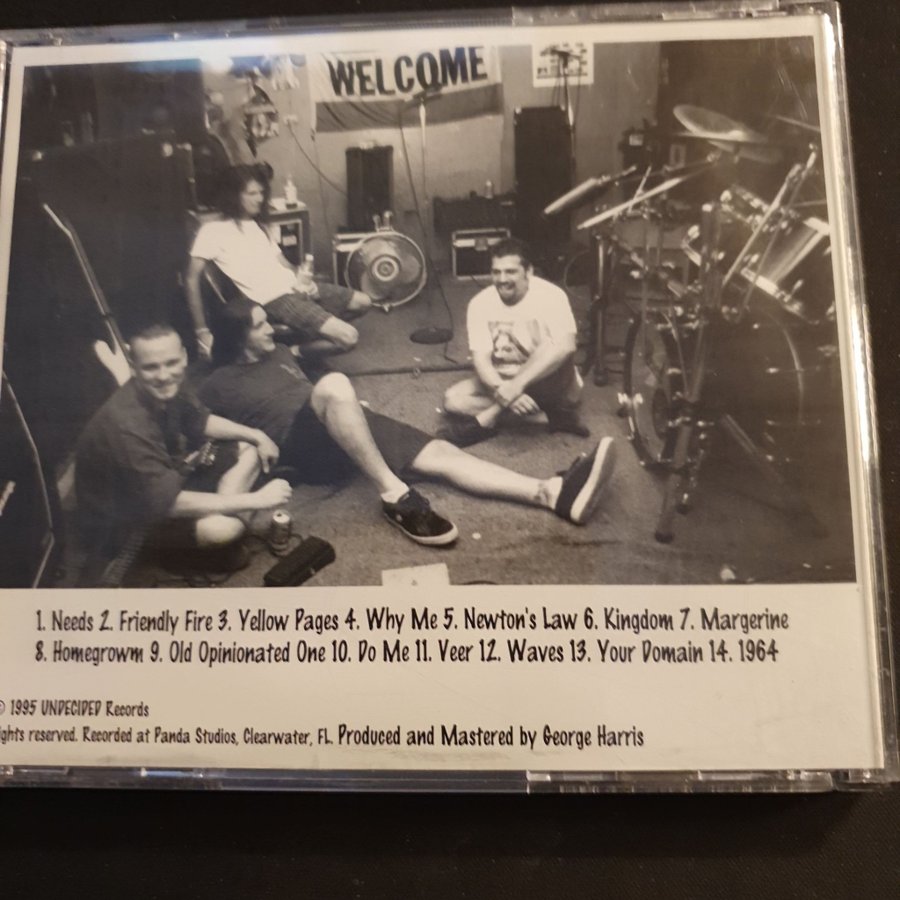 WELCOME
1. Needs 2. Friendly Fire 3. Yellow Pages 4. Why Me 5. Newton's Law 6. Kingdom 7. Margerine
8. Homegrowm 9. Old Opinionated One 10. Do Me 11. Veer 12. Waves 13. Your Domain 14. 1964
© 1995 UNDECIDED Records
ights reserved. Recorded at Panda Studios, Clearwater, FL. Produced and Mastered by George Harris